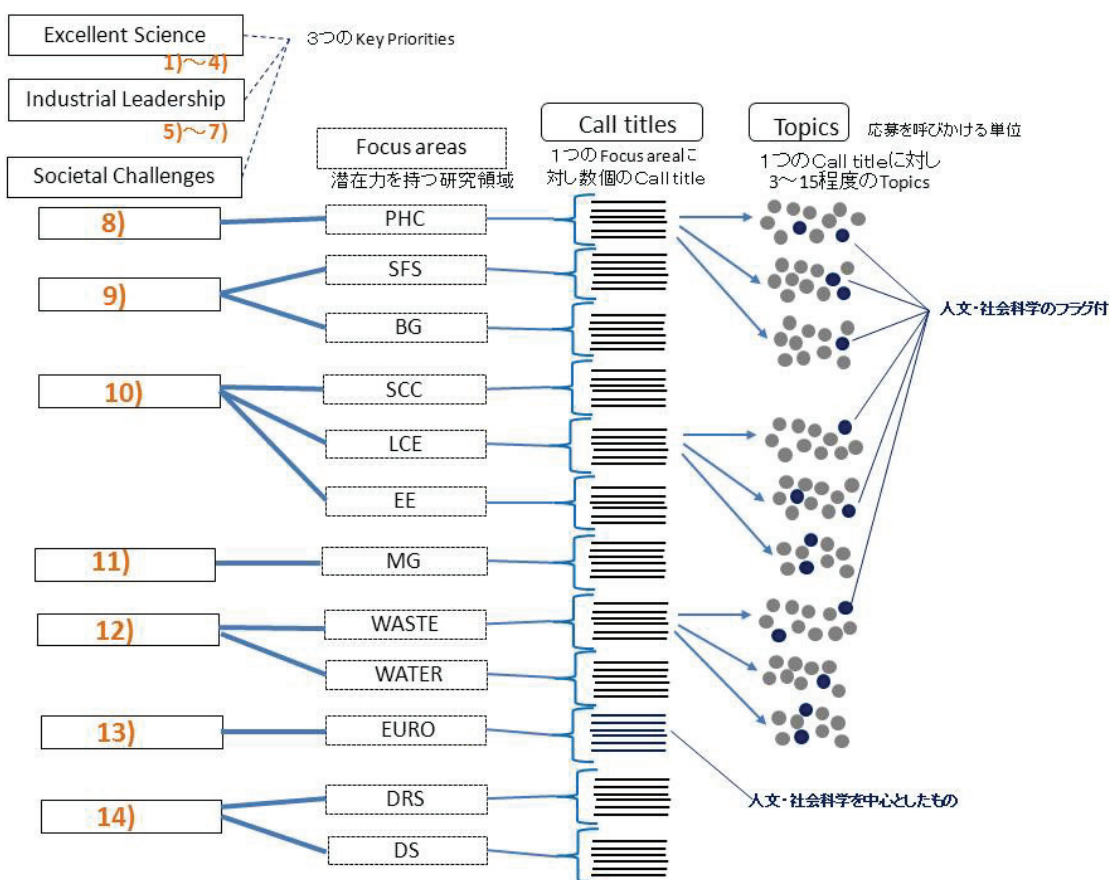 Excellent Science
1)～4)
3つのKey Priorities
Industrial Leadership
5)～7)
Societal Challenges
Focus areas
潜在力を持つ研究領域
Call titles
1つのFocus areaに
対し数個のCall title
Topics
応募を呼びかける単位
1つのCall titleに対し
3～15程度のTopics
8)
PHC
9)
SFS
BG
人文・社会科学のフラグ付
10)
SCC
LCE
EE
11)
MG
12)
WASTE
WATER
13)
EURO
人文・社会科学を中心としたもの
14)
DRS
DS